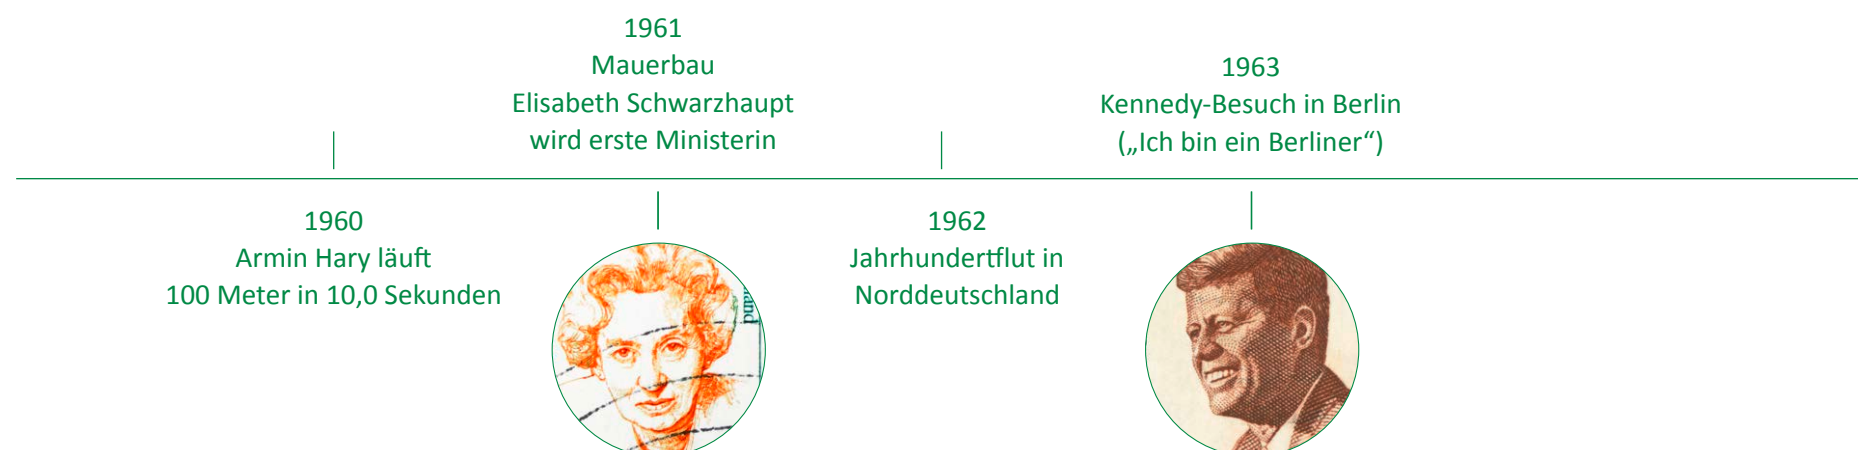 1961
Mauerbau
Elisabeth Schwarzhaupt
wird erste Ministerin
1963
Kennedy-Besuch in Berlin
(„Ich bin ein Berliner“)
1960
Armin Hary läuft
100 Meter in 10,0 Sekunden
1962
Jahrhundertflut in
Norddeutschland